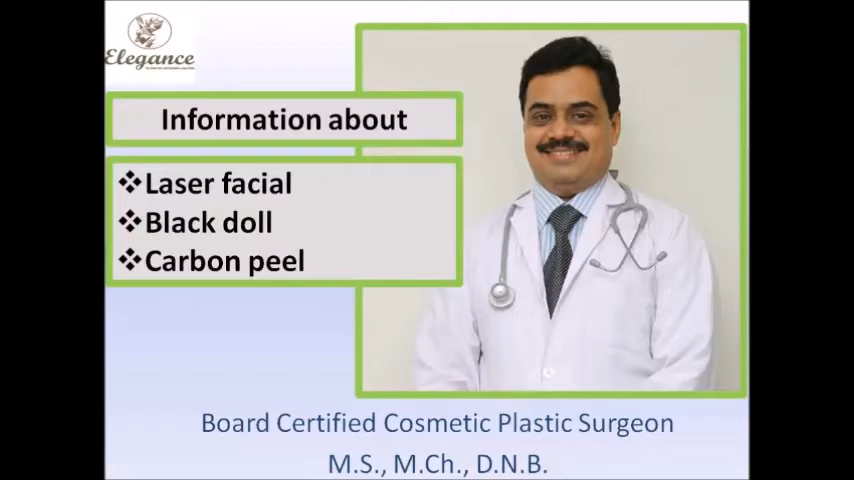 Elegance
Information about
Laser facial
Black doll
Carbon peel
Board Certified Cosmetic Plastic Surgeon
M.S., M.Ch., D.N.B.